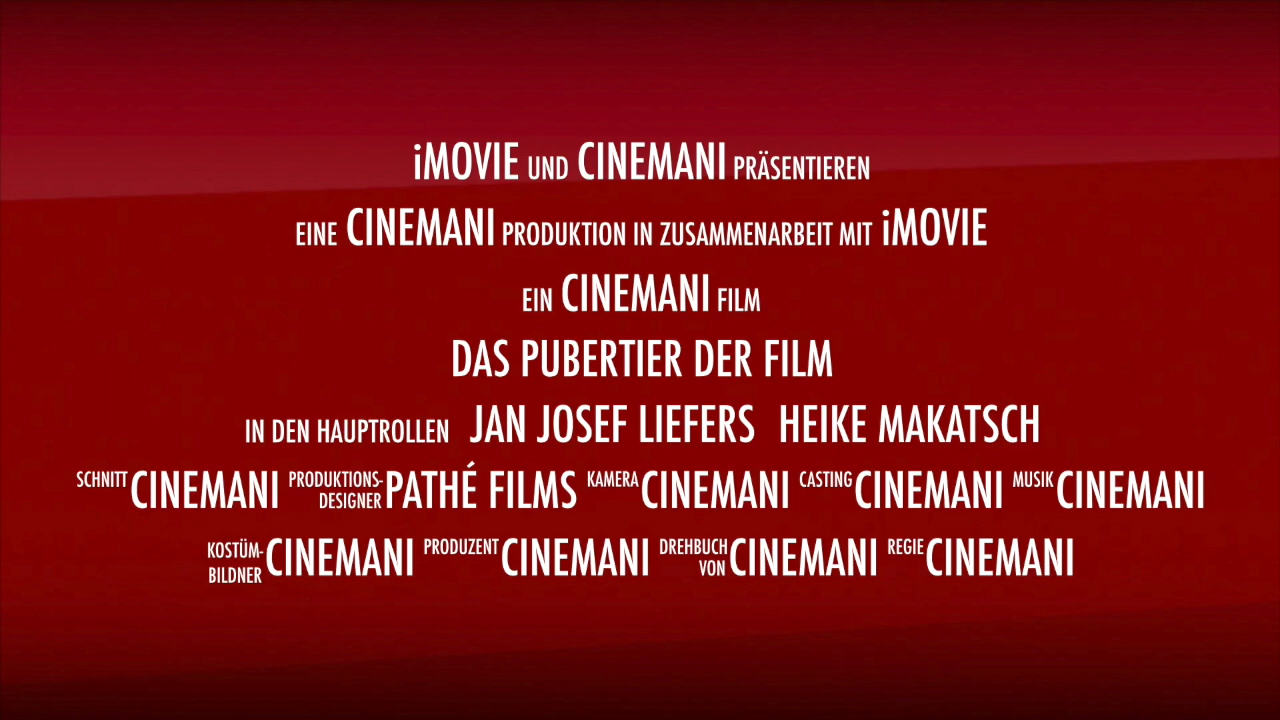 iMOVIE UND CINEMANI PRÄSENTIEREN
EINE CINEMANI PRODUKTION IN ZUSAMMENARBEIT MIT iMOVIE
EIN CINEMANI FILM
DAS PUBERTIER DER FILM
IN DEN HAUPTROLLEN JAN JOSEF LIEFERS HEIKE MAKATSCH
SCHNITT CINEMANI PRODUKTIONS-DESIGNER PATHÉ FILMS KAMERA CINEMANI CASTING CINEMANI MUSIK CINEMANI
KOSTÜM-BILDNER CINEMANI PRODUZENT CINEMANI DREHBUCH VON CINEMANI REGIE CINEMANI